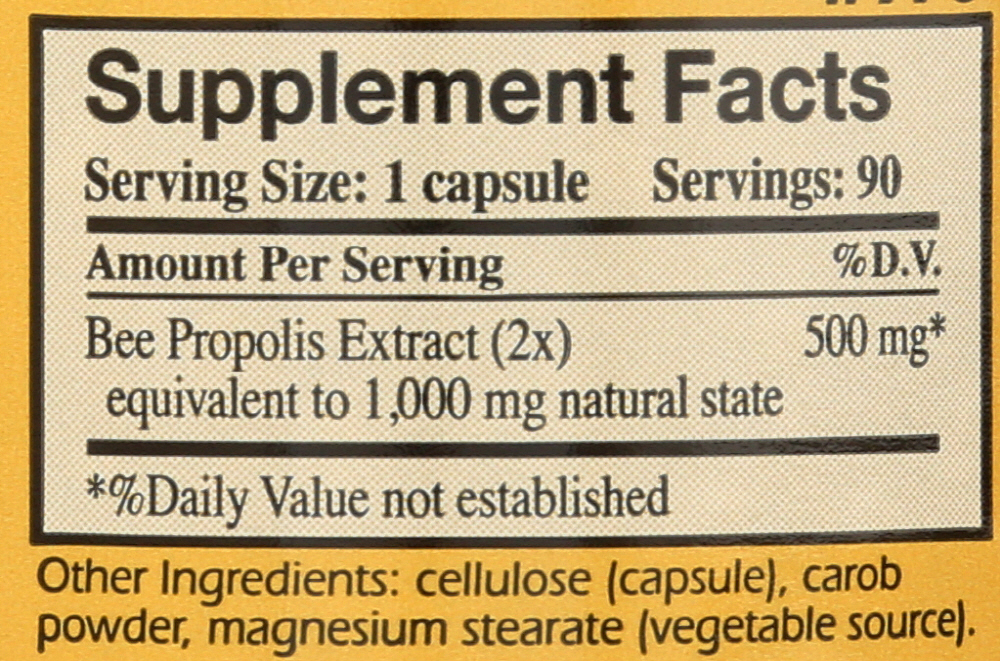 Supplement Facts
Serving Size: 1 capsule Servings: 90
Amount Per Serving %D.V.
Bee Propolis Extract (2x) 500 mg*
equivalent to 1,000 mg natural state
*%Daily Value not established
Other Ingredients: cellulose (capsule), carob
powder, magnesium stearate (vegetable source).